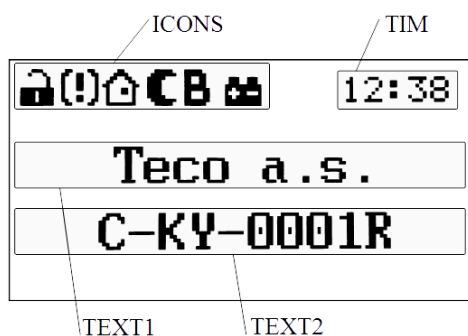 ICONS TIM
(!) B 12:38
Teco a.s.
C-KY-0001R
TEXT1 TEXT2